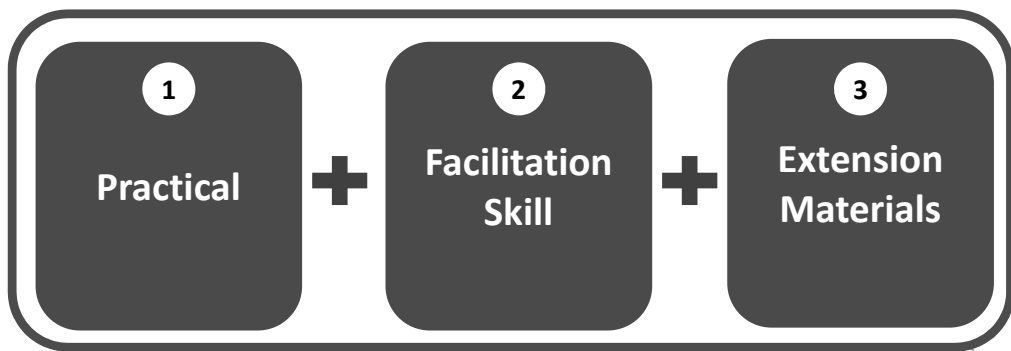 1
Practical
2
Facilitation
Skill
3
Extension
Materials